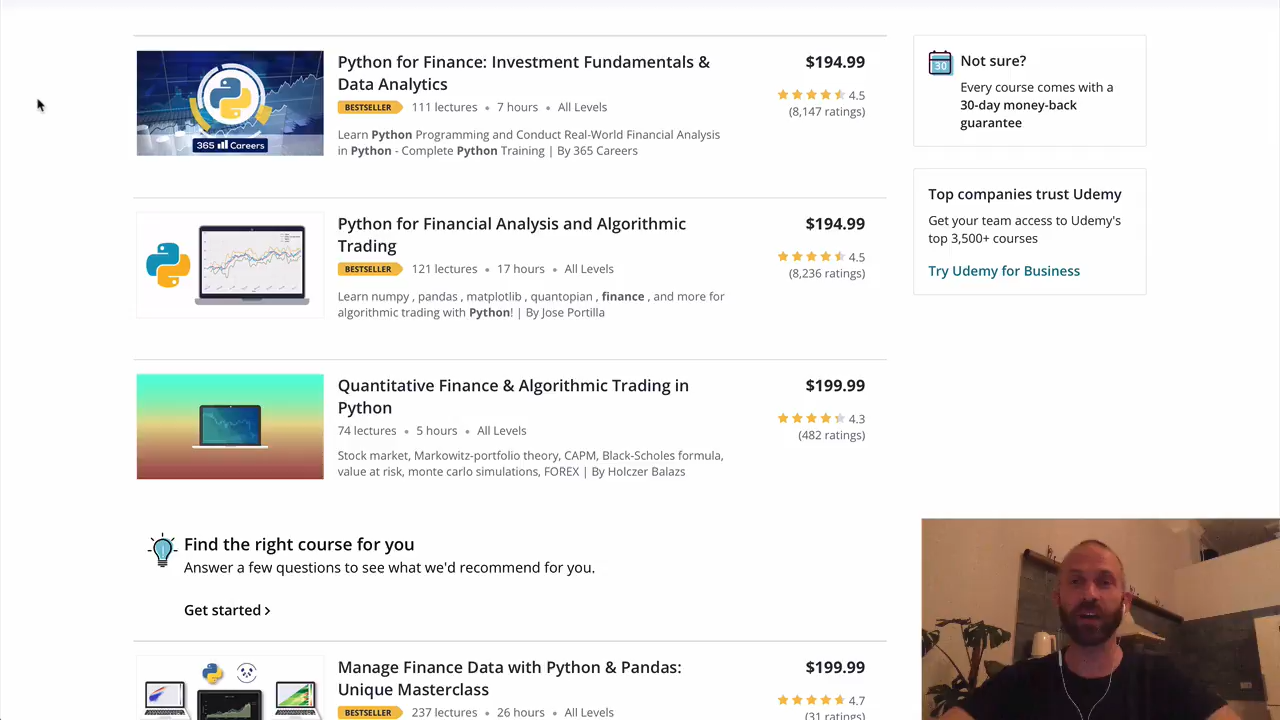 Python for Finance: Investment Fundamentals &
Data Analytics
BESTSELLER 111 lectures • 7 hours • All Levels
Learn Python Programming and Conduct Real-World Financial Analysis
in Python - Complete Python Training | By 365 Careers
$194.99
4.5
(8,147 ratings)
365 Careers
Python for Financial Analysis and Algorithmic
Trading
BESTSELLER 121 lectures • 17 hours • All Levels
Learn numpy , pandas , matplotlib , quantopian , finance , and more for
algorithmic trading with Python! | By Jose Portilla
$194.99
4.5
(8,236 ratings)
Quantitative Finance & Algorithmic Trading in
Python
74 lectures • 5 hours • All Levels
Stock market, Markowitz-portfolio theory, CAPM, Black-Scholes formula,
value at risk, monte carlo simulations, FOREX | By Holczer Balazs
$199.99
4.3
(482 ratings)
Find the right course for you
Answer a few questions to see what we'd recommend for you.
Get started >
Manage Finance Data with Python & Pandas:
Unique Masterclass
BESTSELLER 237 lectures • 26 hours • All Levels
$199.99
4.7
(31 ratings)
30
Not sure?
Every course comes with a
30-day money-back
guarantee
Top companies trust Udemy
Get your team access to Udemy's
top 3,500+ courses
Try Udemy for Business